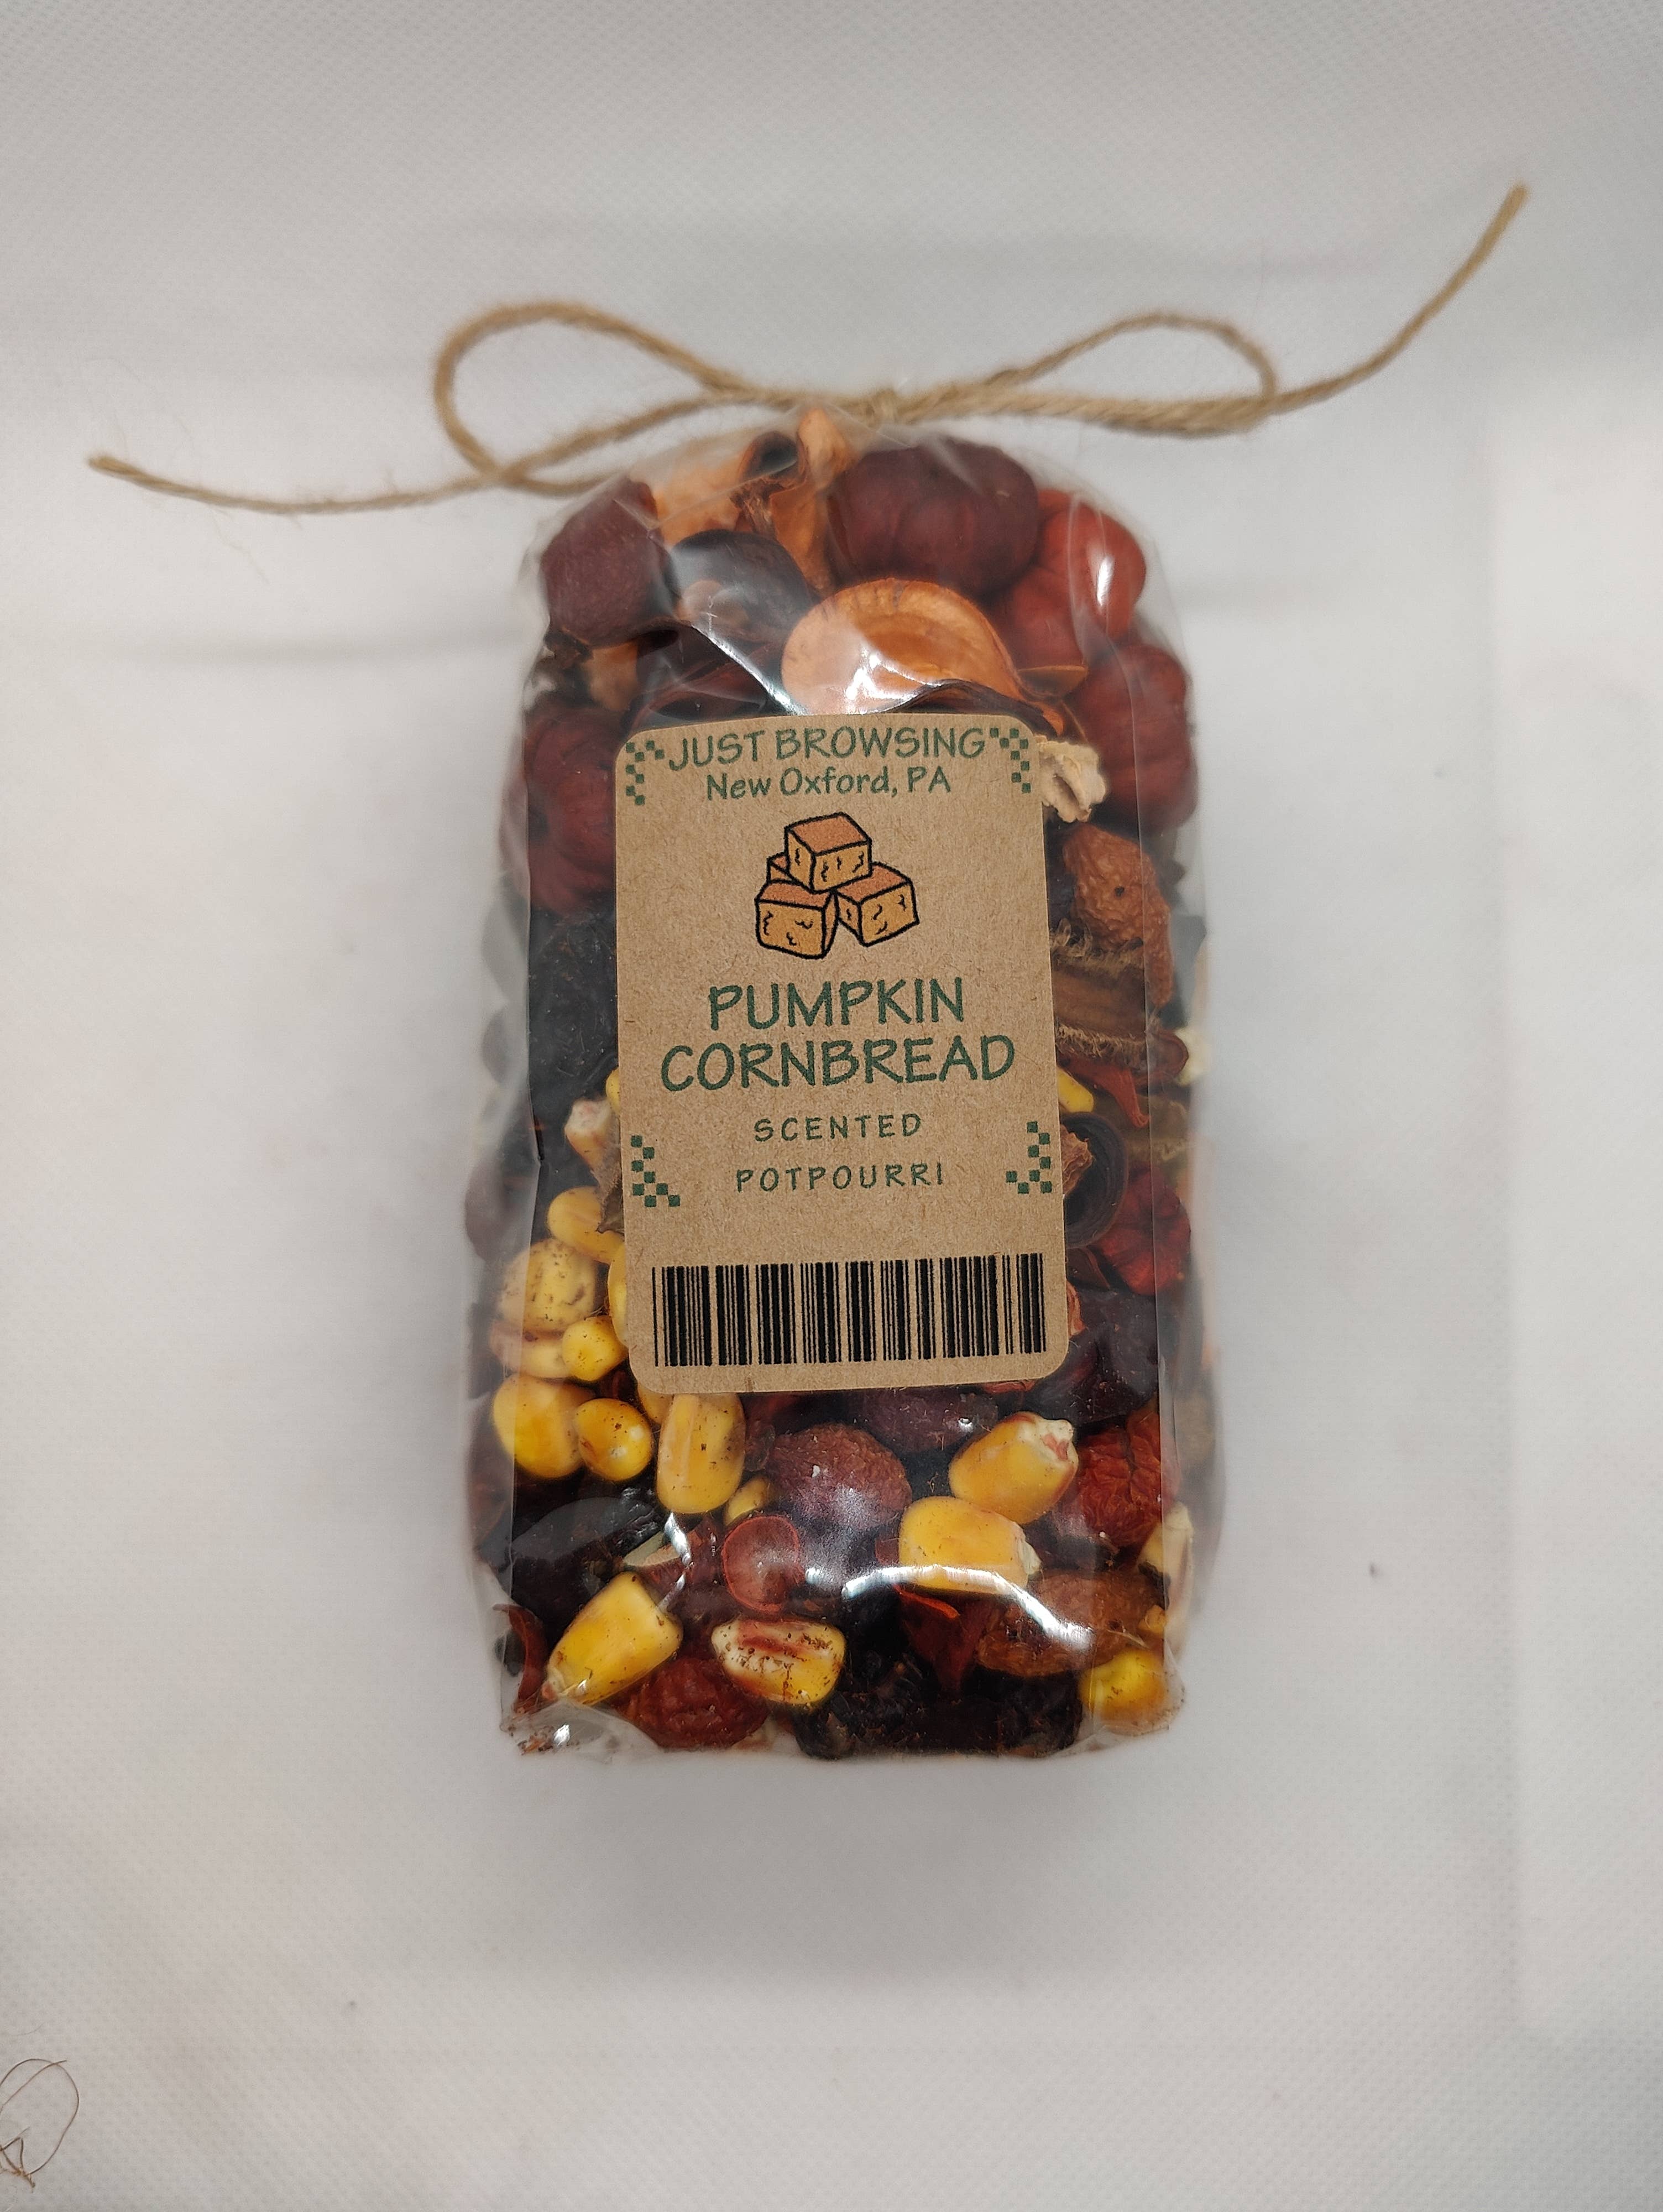 JUST BROWSING
New Oxford, PA
PUMPKIN
CORNBREAD
SCENTED
POTPOURRI